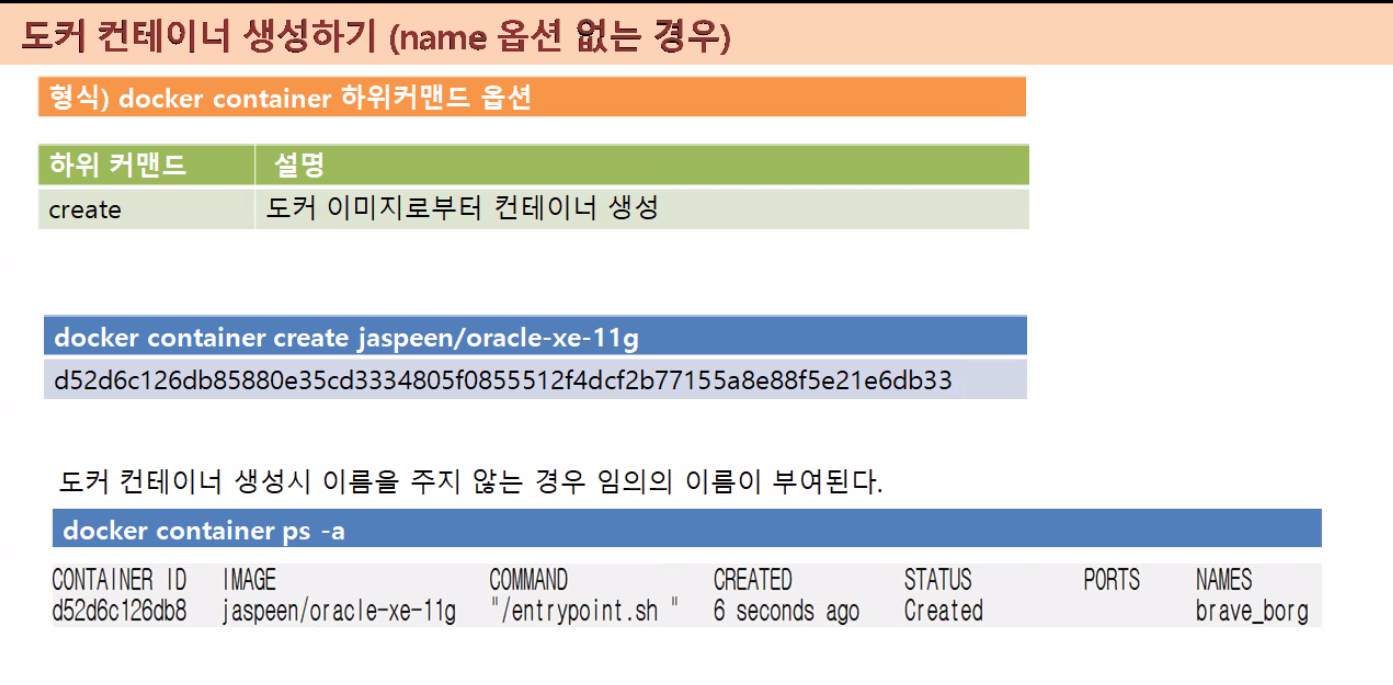 도커 컨테이너 생성하기 (name 옵션 없는 경우)
형식) docker container 하위커맨드 옵션
하위 커맨드 설명
create 도커 이미지로부터 컨테이너 생성
docker container create jaspeen/oracle-xe-11g
d52d6c126db85880e35cd3334805f0855512f4dcf2b77155a8e88f5e21e6db33
도커 컨테이너 생성시 이름을 주지 않는 경우 임의의 이름이 부여된다.
docker container ps -a
CONTAINER ID IMAGE COMMAND CREATED STATUS PORTS NAMES
d52d6c126db8 jaspeen/oracle-xe-11g "/entrypoint.sh " 6 seconds ago Created brave_borg